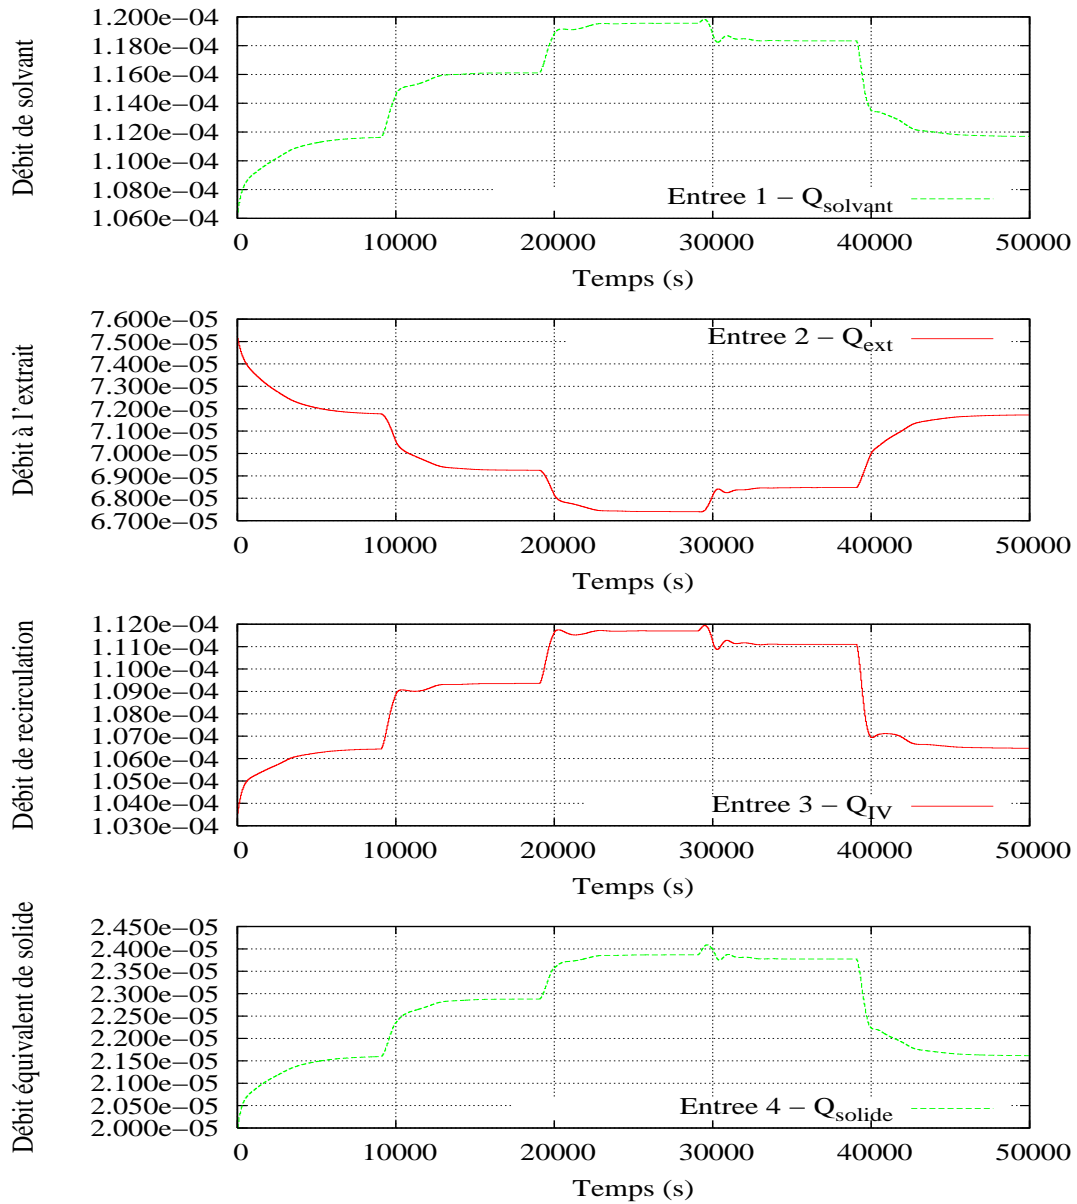 Débit de solvant
1.200e−04
1.180e−04
1.160e−04
1.140e−04
1.120e−04
1.100e−04
1.080e−04
1.060e−04
Entree 1 − Qsolvant
0 10000 20000 30000 40000 50000
Temps (s)
Débit à l'extrait
7.600e−05
7.500e−05
7.400e−05
7.300e−05
7.200e−05
7.100e−05
7.000e−05
6.900e−05
6.800e−05
6.700e−05
Entree 2 − Qext
0 10000 20000 30000 40000 50000
Temps (s)
Débit de recirculation
1.120e−04
1.110e−04
1.100e−04
1.090e−04
1.080e−04
1.070e−04
1.060e−04
1.050e−04
1.040e−04
1.030e−04
Entree 3 − QIV
0 10000 20000 30000 40000 50000
Temps (s)
Débit équivalent de solide
2.450e−05
2.400e−05
2.350e−05
2.300e−05
2.250e−05
2.200e−05
2.150e−05
2.100e−05
2.050e−05
2.000e−05
Entree 4 − Qsolide
0 10000 20000 30000 40000 50000
Temps (s)